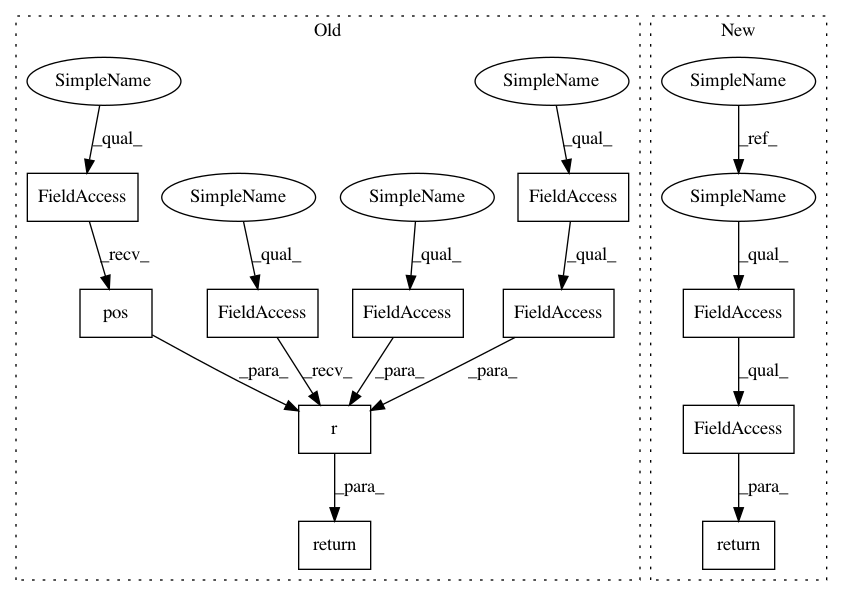 Old
New
SimpleName
SimpleName
SimpleName
_qual_
_qual_
_ref_
FieldAccess
SimpleName
SimpleName
FieldAccess
SimpleName
_recv_
_qual_
_qual_
_qual_
_qual_
pos
FieldAccess
FieldAccess
FieldAccess
FieldAccess
_para_
_recv_
_para_
_para_
_qual_
r
FieldAccess
_para_
_para_
return
return